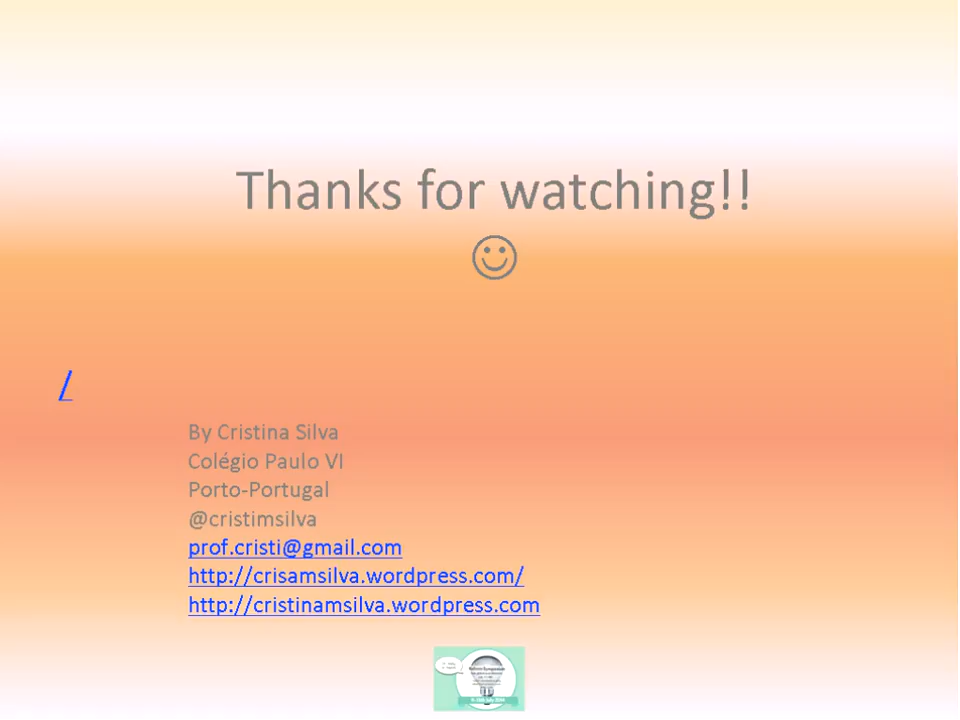 Thanks for watching!!
☺
/
By Cristina Silva
Colégio Paulo VI
Porto-Portugal
@cristimsilva
prof.cristi@gmail.com
http://crisamsilva.wordpress.com/
http://cristinamsilva.wordpress.com